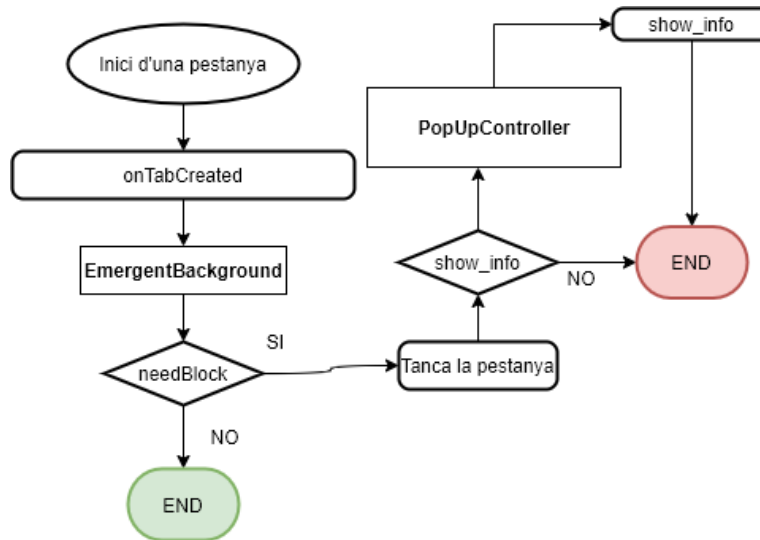 Inici d'una pestanya
onTabCreated
EmergentBackground
needBlock
SI
NO
END
Tanca la pestanya
show_info
NO
END
PopUpController
show_info